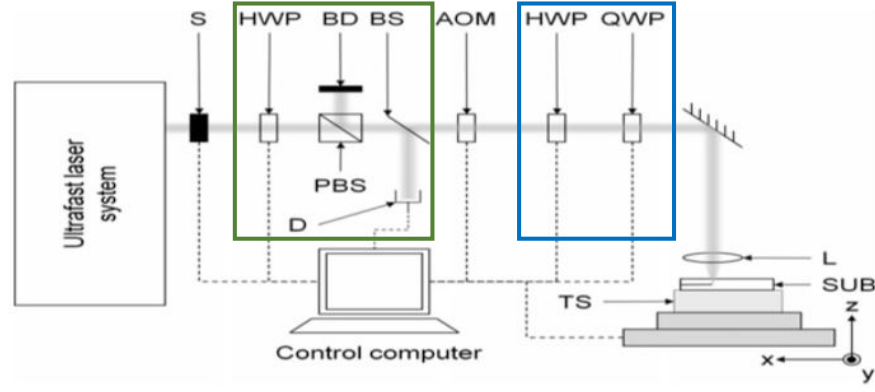 S HWP BD BS AOM HWP QWP
Ultrafast laser
system
PBS
D
L
SUB
TS
z
Control computer
x
y